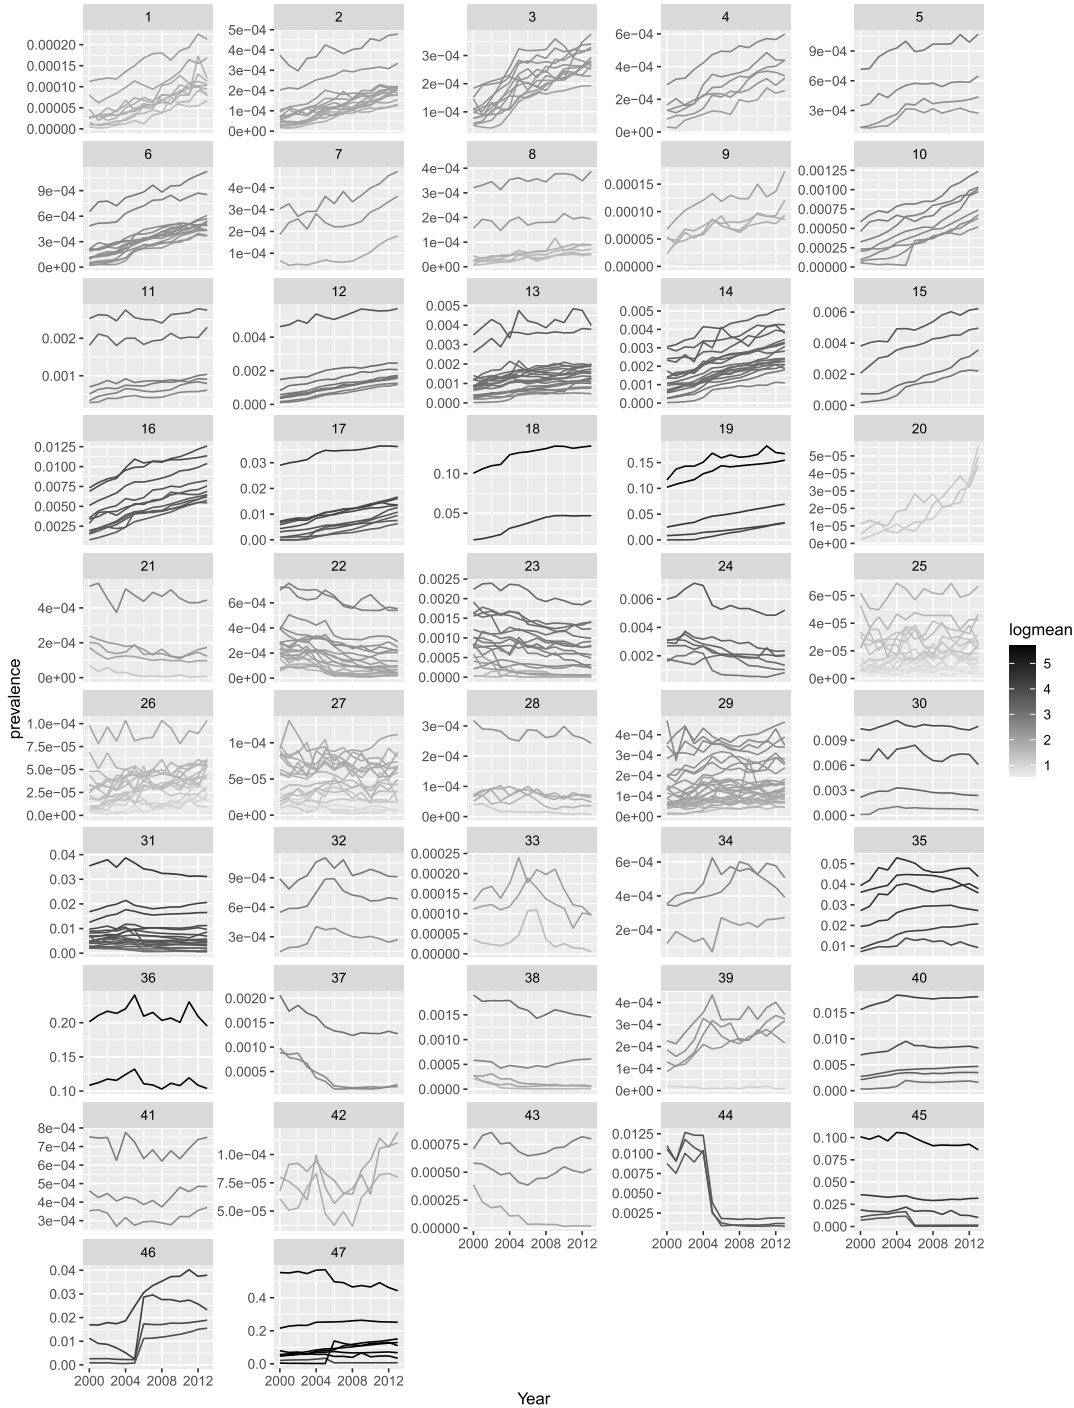 1 2 3 4 5
0.00020 0.00015 0.00010 0.00005 0.00000
5e−04 4e−04 3e−04 2e−04 1e−04 0e+00
3e−04 2e−04 1e−04
6e−04 4e−04 2e−04 0e+00
9e−04 6e−04 3e−04
6 7 8 9 10
9e−04 6e−04 3e−04 0e+00
4e−04 3e−04 2e−04 1e−04
4e−04 3e−04 2e−04 1e−04 0e+00
0.00015 0.00010 0.00005 0.00000
0.00125 0.00100 0.00075 0.00050 0.00025 0.00000
11 12 13 14 15
0.002 0.001
0.004 0.002 0.000
0.005 0.004 0.003 0.002 0.001 0.000
0.005 0.004 0.003 0.002 0.001 0.000
0.006 0.004 0.002 0.000
16 17 18 19 20
0.0125 0.0100 0.0075 0.0050 0.0025
0.03 0.02 0.01 0.00
0.10 0.05
0.15 0.10 0.05 0.00
5e−05 4e−05 3e−05 2e−05 1e−05 0e+00
21 22 23 24 25
4e−04 2e−04 0e+00
6e−04 4e−04 2e−04 0e+00
0.0025 0.0020 0.0015 0.0010 0.0005 0.0000
0.006 0.004 0.002
6e−05 4e−05 2e−05 0e+00
26 27 28 29 30
1.0e−04 7.5e−05 5.0e−05 2.5e−05 0.0e+00
1e−04 5e−05 0e+00
3e−04 2e−04 1e−04 0e+00
4e−04 3e−04 2e−04 1e−04 0e+00
0.009 0.006 0.003 0.000
31 32 33 34 35
0.04 0.03 0.02 0.01 0.00
9e−04 6e−04 3e−04
0.00025 0.00020 0.00015 0.00010 0.00005 0.00000
6e−04 4e−04 2e−04
0.05 0.04 0.03 0.02 0.01
36 37 38 39 40
0.20 0.15 0.10
0.0020 0.0015 0.0010 0.0005
0.0015 0.0010 0.0005 0.0000
4e−04 3e−04 2e−04 1e−04 0e+00
0.015 0.010 0.005 0.000
41 42 43 44 45
8e−04 7e−04 6e−04 5e−04 4e−04 3e−04
1.0e−04 7.5e−05 5.0e−05
0.00075 0.00050 0.00025 0.00000
0.0125 0.0100 0.0075 0.0050 0.0025
0.100 0.075 0.050 0.025 0.000
2000 2004 2008 2012 2000 2004 2008 2012 2000 2004 2008 2012
46 47
0.04 0.03 0.02 0.01 0.00
0.4 0.2 0.0
2000 2004 2008 2012 2000 2004 2008 2012
Year
prevalence
logmean
5
4
3
2
1